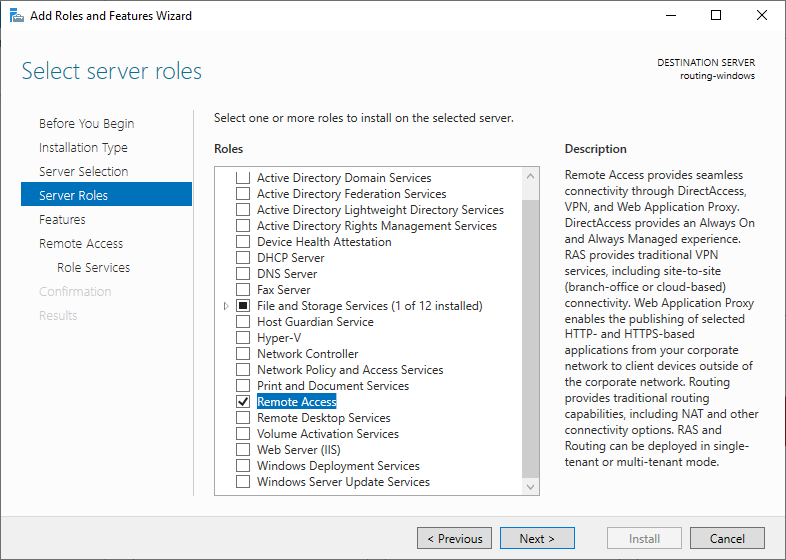 Add Roles and Features Wizard
Select server roles
DESTINATION SERVER
routing-windows
Before You Begin
Installation Type
Server Selection
Server Roles
Features
Remote Access
Role Services
Confirmation
Results
Select one or more roles to install on the selected server.
Roles
Active Directory Domain Services
Active Directory Federation Services
Active Directory Lightweight Directory Services
Active Directory Rights Management Services
Device Health Attestation
DHCP Server
DNS Server
Fax Server
File and Storage Services (1 of 12 installed)
Host Guardian Service
Hyper-V
Network Controller
Network Policy and Access Services
Print and Document Services
Remote Access
Remote Desktop Services
Volume Activation Services
Web Server (IIS)
Windows Deployment Services
Windows Server Update Services
Description
Remote Access provides seamless
connectivity through DirectAccess,
VPN, and Web Application Proxy.
DirectAccess provides an Always On
and Always Managed experience.
RAS provides traditional VPN
services, including site-to-site
(branch-office or cloud-based)
connectivity. Web Application Proxy
enables the publishing of selected
HTTP- and HTTPS-based
applications from your corporate
network to client devices outside of
the corporate network. Routing
provides traditional routing
capabilities, including NAT and other
connectivity options. RAS and
Routing can be deployed in single-
tenant or multi-tenant mode.
< Previous
Next >
Install
Cancel